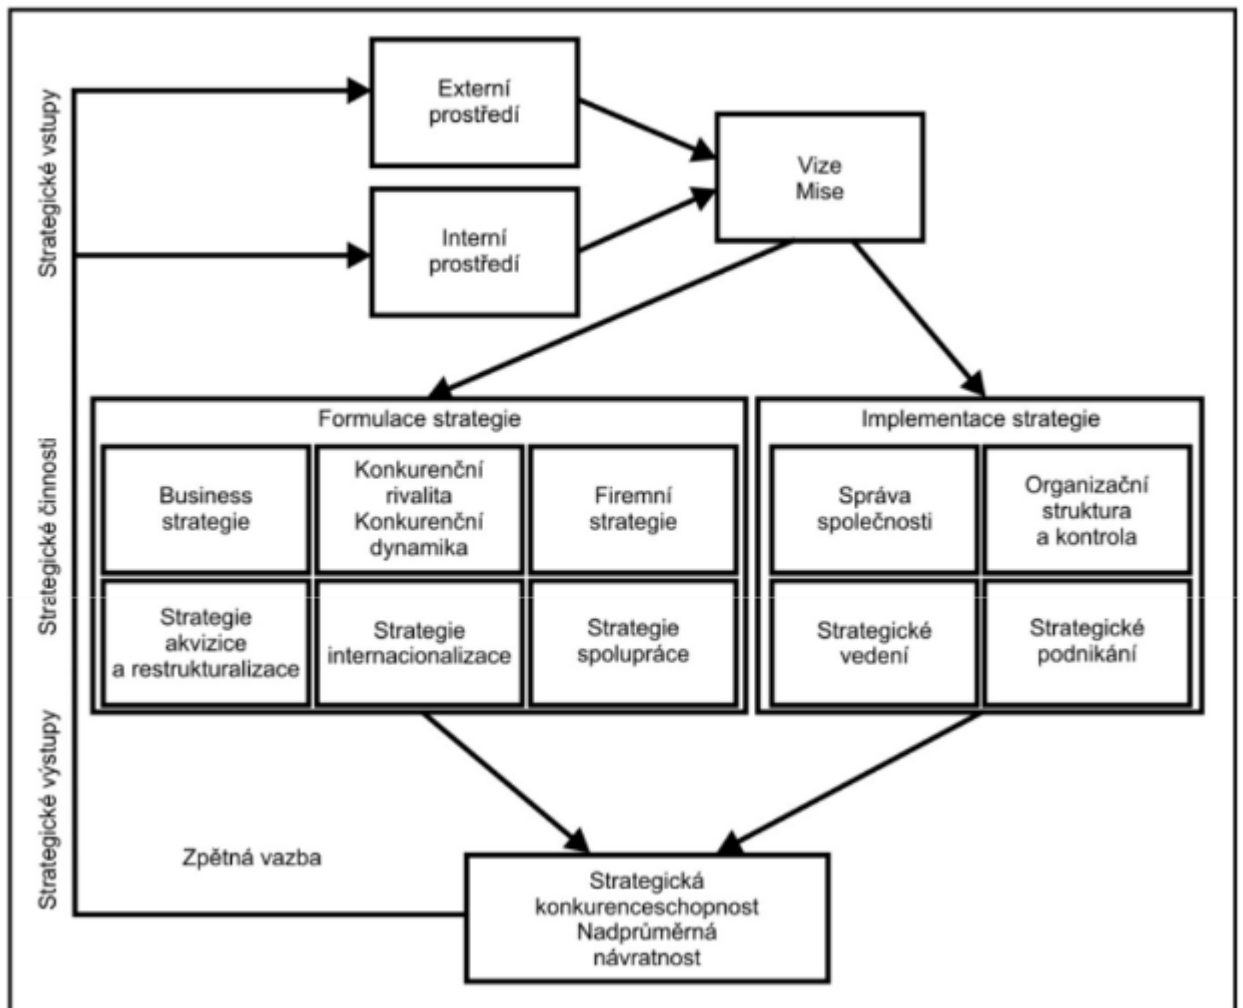 Strategické vstupy
Externí
prostředí
Interní
prostředí
Vize
Mise
Strategické činnosti
Formulace strategie
Business
strategie
Konkurenční
rivalita
Konkurenční
dynamika
Firemní
strategie
Strategie
akvizice
a restrukturalizace
Strategie
internacionalizace
Strategie
spolupráce
Implementace strategie
Správa
společnosti
Organizační
struktura
a kontrola
Strategické
vedení
Strategické
podnikání
Strategické výstupy
Zpětná vazba
Strategická
konkurenceschopnost
Nadprůměrná
návratnost